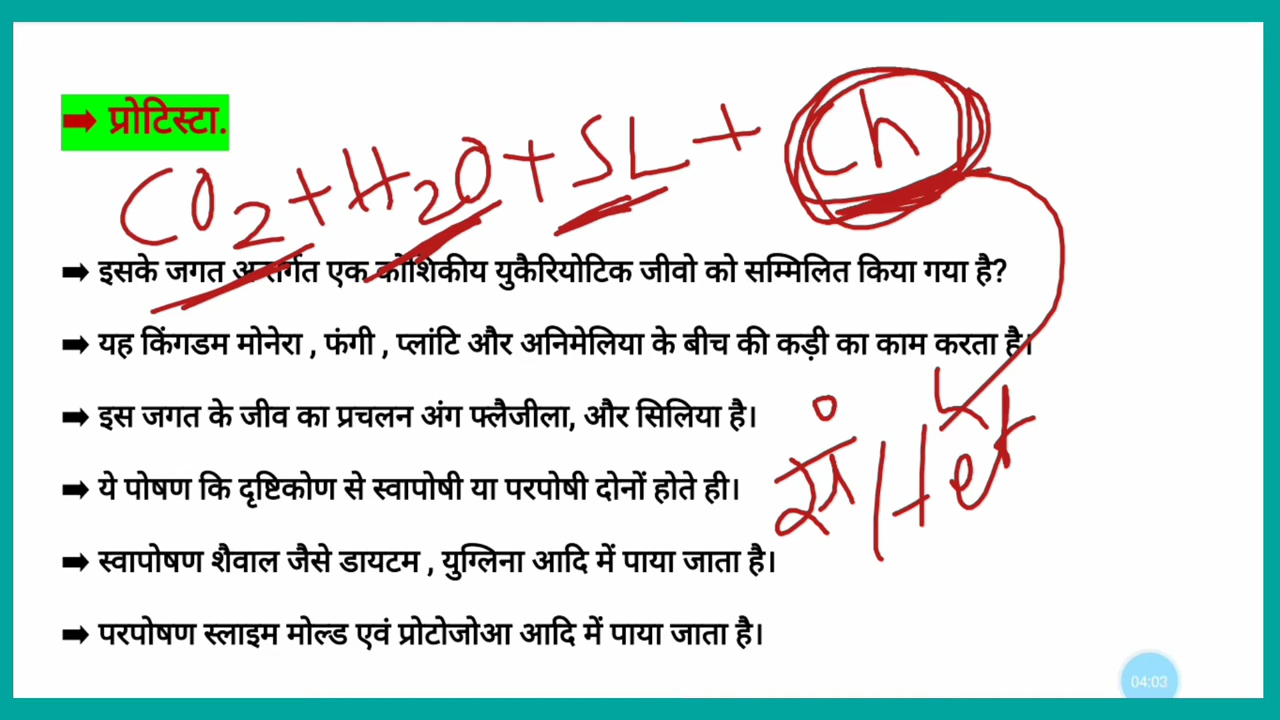 ➡ प्रोटिस्टा.
CO2+H2O+SL+Ch
➡ इसके जगत अन्तर्गत एक कोशिकीय युकैरियोटिक जीवो को सम्मिलित किया गया है?
➡ यह किंगडम मोनेरा , फंगी , प्लांटि और अनिमेलिया के बीच की कड़ी का काम करता है।
➡ इस जगत के जीव का प्रचलन अंग फ्लैजीला, और सिलिया है।
➡ ये पोषण कि दृष्टिकोण से स्वापोषी या परपोषी दोनों होते ही।
➡ स्वापोषण शैवाल जैसे डायटम , युग्लिना आदि में पाया जाता है।
➡ परपोषण स्लाइम मोल्ड एवं प्रोटोजोआ आदि में पाया जाता है।
04:03